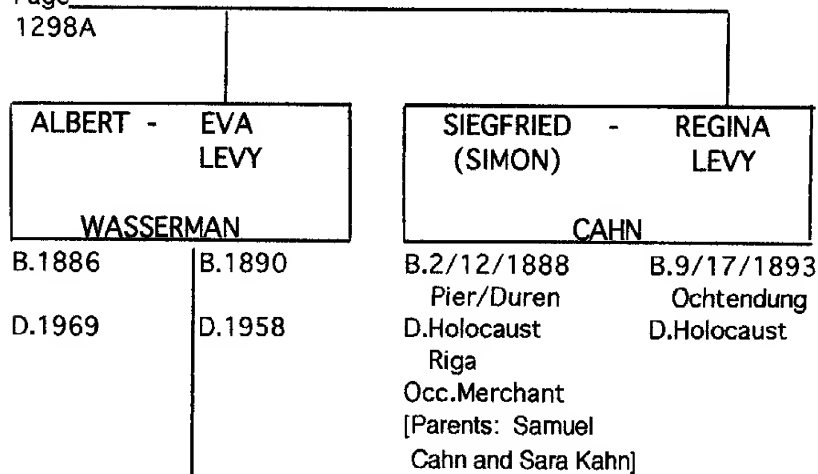 Page
1298A
ALBERT - EVA
LEVY
WASSERMAN
B.1886 B.1890
D.1969 D.1958
SIEGFRIED - REGINA
(SIMON) LEVY
CAHN
B.2/12/1888 B.9/17/1893
Pier/Duren Ochtendung
D.Holocaust D.Holocaust
Riga
Occ.Merchant
[Parents: Samuel
Cahn and Sara Kahn]